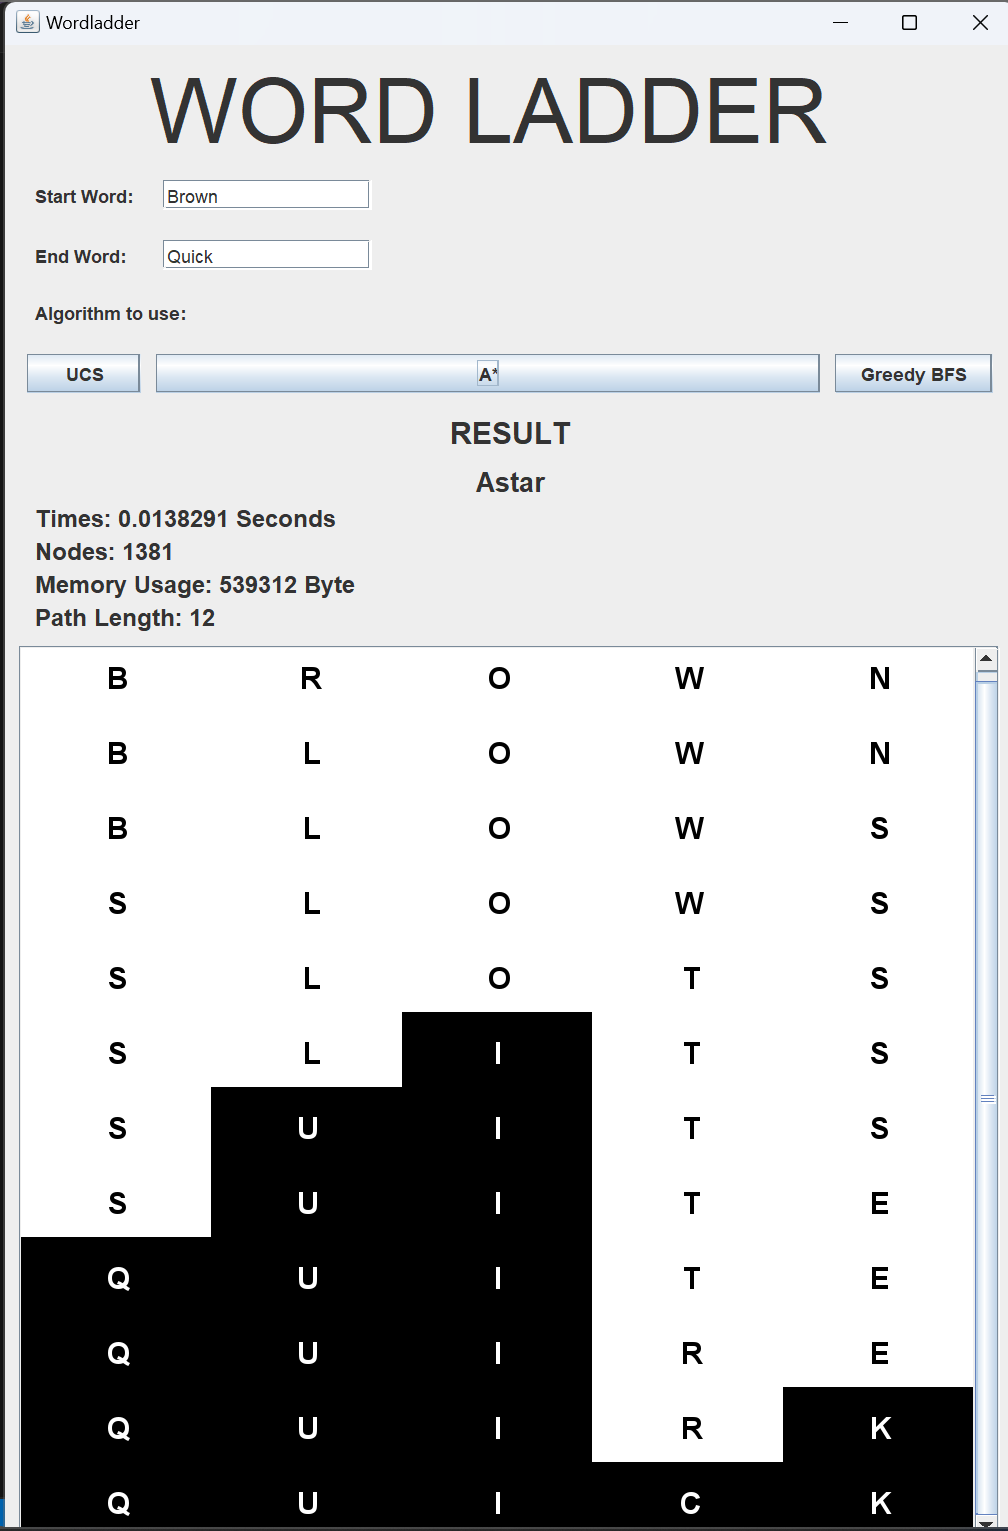 Wordladder
WORD LADDER
Start Word: Brown
End Word: Quick
Algorithm to use:
UCS A* Greedy BFS
RESULT
Astar
Times: 0.0138291 Seconds
Nodes: 1381
Memory Usage: 539312 Byte
Path Length: 12
B R O W N
B L O W N
B L O W S
S L O W S
S L O T S
S L I T S
S U I T S
S U I T E
Q U I T E
Q U I R E
Q U I R K
Q U I C K